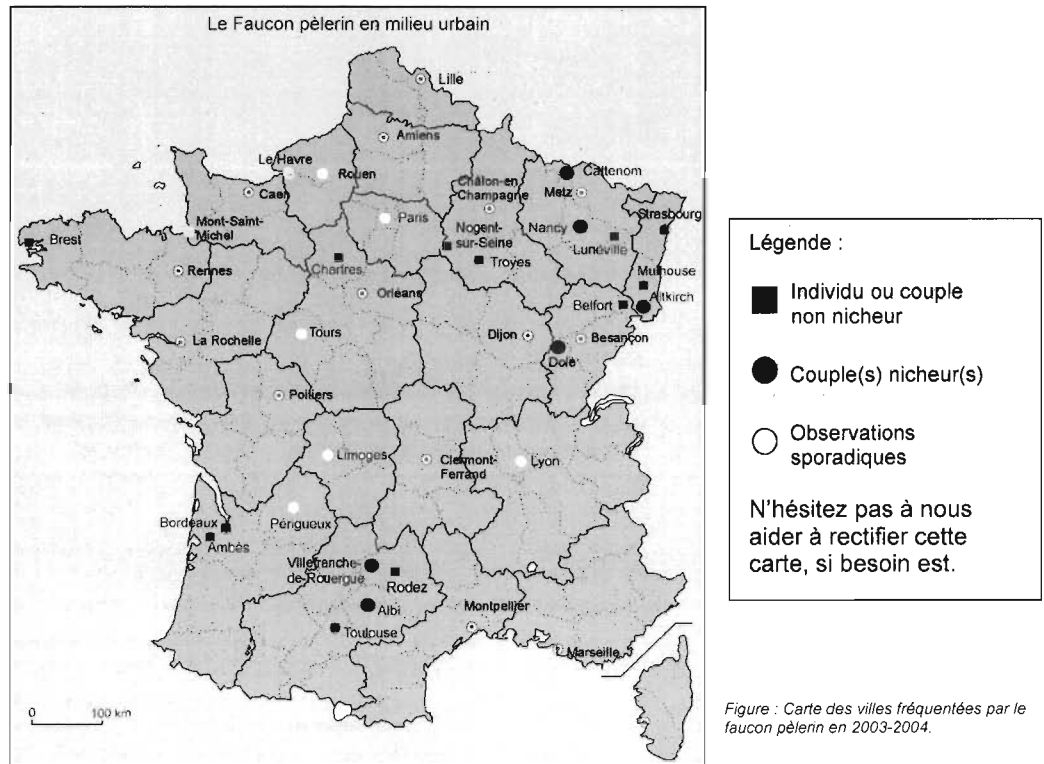 Le Faucon pèlerin en milieu urbain
Lille
Amiens
Le Havre
Rouen
Caen
Châlon-en
Champagne
Cattenom
Metz
Strasbourg
Mont-Saint-
Michel
Paris
Nogent-
sur-Seine
Nancy
Lunéville
Brest
Rennes
Chartres
Troyes
Mulhouse
Orléans
Belfort
Altkirch
La Rochelle
Tours
Dijon
Besançon
Dole
Poitiers
Limoges
Clermont-
Ferrand
Lyon
Bordeaux
Ambès
Périgueux
Villefranche-
de-Rouergue
Rodez
Albi
Montpellier
Toulouse
Marseille
0 100 km
Légende :
Individu ou couple
non nicheur
Couple(s) nicheur(s)
Observations
sporadiques
N'hésitez pas à nous
aider à rectifier cette
carte, si besoin est.
Figure : Carte des villes fréquentées par le
faucon pèlerin en 2003-2004.